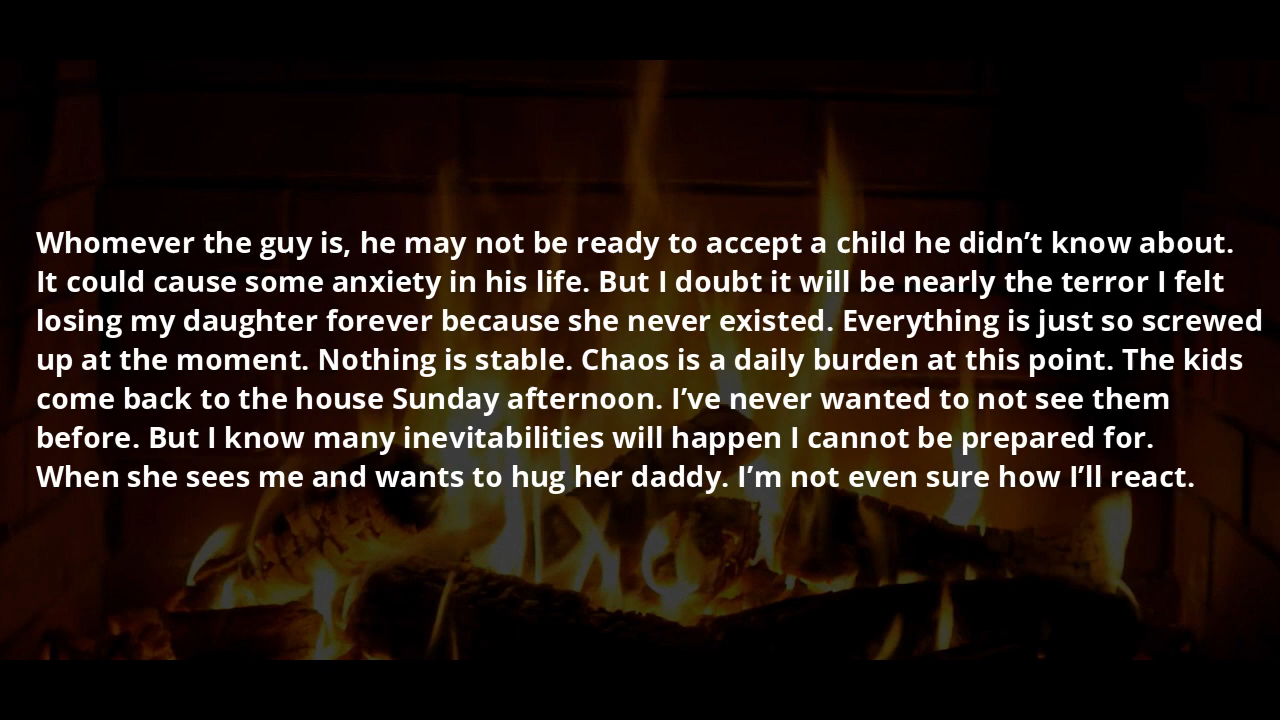 Whomever the guy is, he may not be ready to accept a child he didn’t know about.
It could cause some anxiety in his life. But I doubt it will be nearly the terror I felt
losing my daughter forever because she never existed. Everything is just so screwed
up at the moment. Nothing is stable. Chaos is a daily burden at this point. The kids
come back to the house Sunday afternoon. I’ve never wanted to not see them
before. But I know many inevitabilities will happen I cannot be prepared for.
When she sees me and wants to hug her daddy. I’m not even sure how I’ll react.